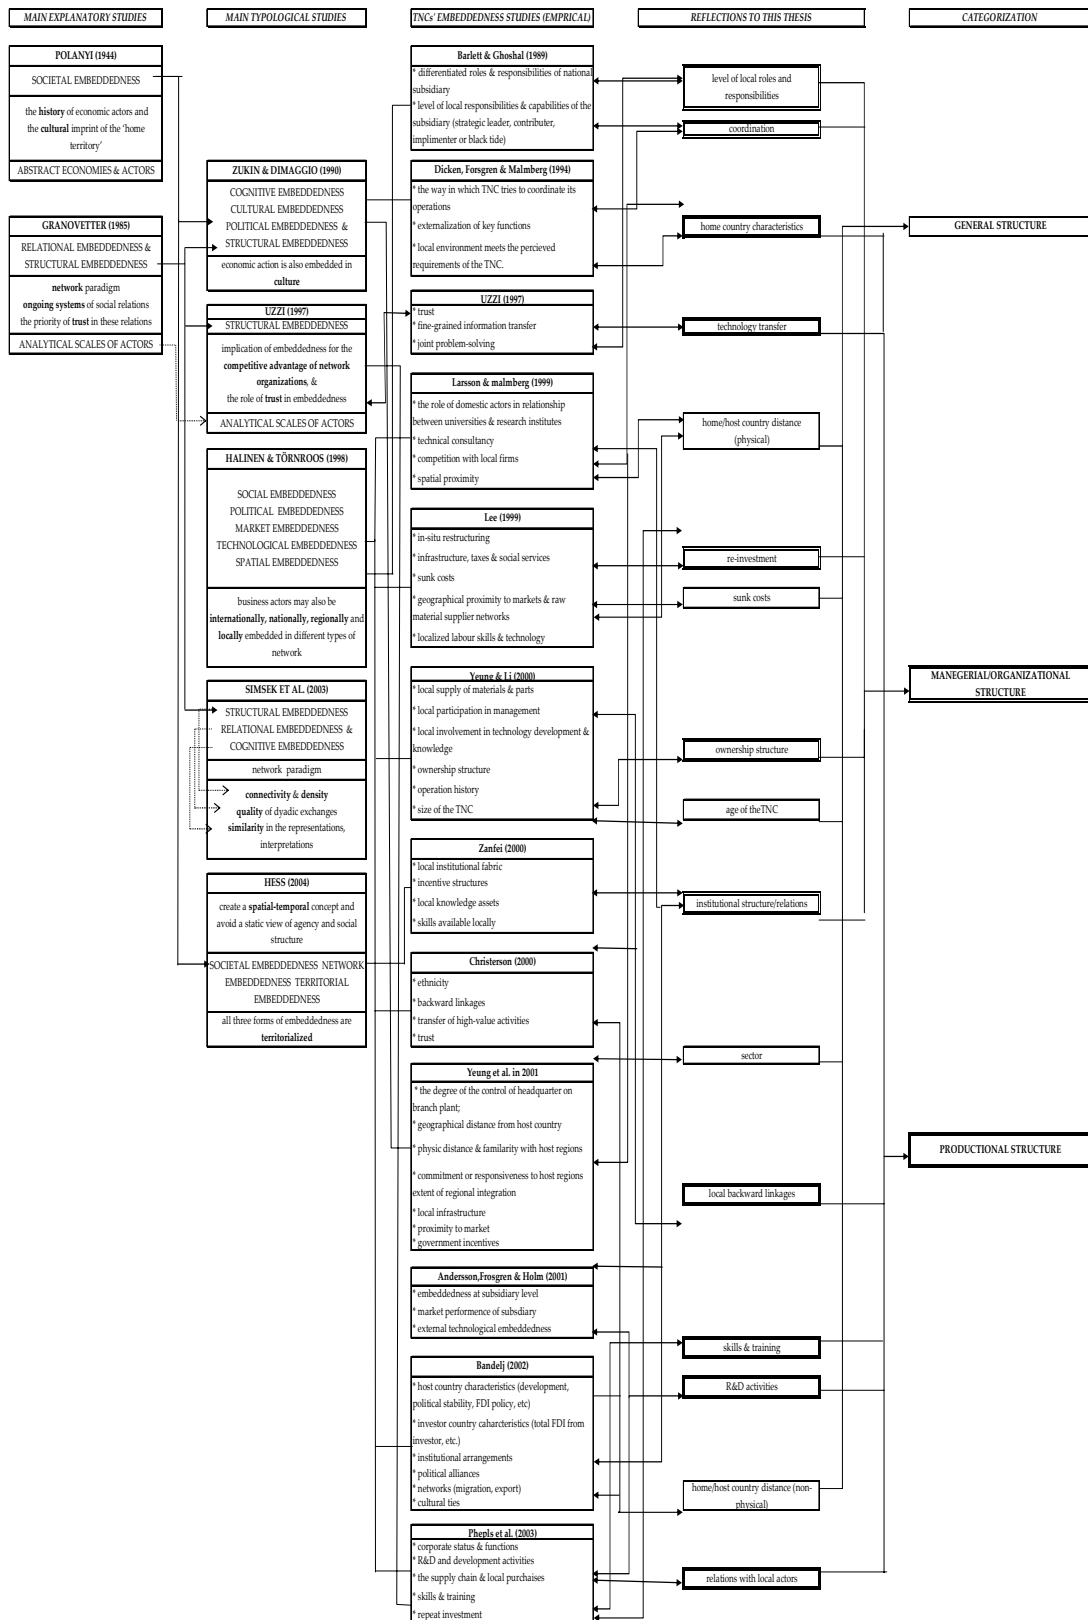 MAIN EXPLANATORY STUDIES
POLANYI (1944)
SOCIETAL EMBEDDEDNESS
the history of economic actors and
the cultural imprint of the 'home
territory'
ABSTRACT ECONOMIES & ACTORS
GRANOVETTER (1985)
RELATIONAL EMBEDDEDNESS &
STRUCTURAL EMBEDDEDNESS
network paradigm
ongoing systems of social relations
the priority of trust in these relations
ANALYTICAL SCALES OF ACTORS
MAIN TYPOLOGICAL STUDIES
ZUKIN & DIMAGGIO (1990)
COGNITIVE EMBEDDEDNESS
CULTURAL EMBEDDEDNESS
POLITICAL EMBEDDEDNESS &
STRUCTURAL EMBEDDEDNESS
economic action is also embedded in
culture
UZZI (1997)
STRUCTURAL EMBEDDEDNESS
implication of embeddedness for the
competitive advantage of network
organizations, &
the role of trust in embeddedness
ANALYTICAL SCALES OF ACTORS
HALINEN & TÖRNROOS (1998)
SOCIAL EMBEDDEDNESS
POLITICAL EMBEDDEDNESS
MARKET EMBEDDEDNESS
TECHNOLOGICAL EMBEDDEDNESS
SPATIAL EMBEDDEDNESS
business actors may also be
internationally, nationally, regionally and
locally embedded in different types of
network
SIMSEK ET AL. (2003)
STRUCTURAL EMBEDDEDNESS
RELATIONAL EMBEDDEDNESS &
COGNITIVE EMBEDDEDNESS
network paradigm
connectivity & density
quality of dyadic exchanges
similarity in the representations,
interpretations
HESS (2004)
create a spatial-temporal concept and
avoid a static view of agency and social
structure
SOCIETAL EMBEDDEDNESS NETWORK
EMBEDDEDNESS TERRITORIAL
EMBEDDEDNESS
all three forms of embeddedness are
territorialized
TNCs' EMBEDDEDNESS STUDIES (EMPRICAL)
Barlett & Ghoshal (1989)
* differentiated roles & responsibilities of national
subsidiary
* level of local responsibilities & capabilities of the
subsidiary (strategic leader, contributer,
implimenter or black tide)
Dicken, Forsgren & Malmberg (1994)
* the way in which TNC tries to coordinate its
operations
* externalization of key functions
* local environment meets the percieved
requirements of the TNC.
UZZI (1997)
* trust
* fine-grained information transfer
* joint problem-solving
Larsson & malmberg (1999)
* the role of domestic actors in relationship
between universities & research institutes
* technical consultancy
* competition with local firms
* spatial proximity
Lee (1999)
* in-situ restructuring
* infrastructure, taxes & social services
* sunk costs
* geographical proximity to markets & raw
material supplier networks
* localized labour skills & technology
Yeung & Li (2000)
* local supply of materials & parts
* local participation in management
* local involvement in technology development &
knowledge
* ownership structure
* operation history
* size of the TNC
Zanfei (2000)
* local institutional fabric
* incentive structures
* local knowledge assets
* skills available locally
Christerson (2000)
* ethnicity
* backward linkages
* transfer of high-value activities
* trust
Yeung et al. in 2001
* the degree of the control of headquarter on
branch plant;
* geographical distance from host country
* physic distance & familarity with host regions
* commitment or responsiveness to host regions
extent of regional integration
* local infrastructure
* proximity to market
* government incentives
Andersson,Frosgren & Holm (2001)
* embeddedness at subsidiary level
* market performence of subsdiary
* external technological embeddedness
Bandelj (2002)
* host country characteristics (development,
political stability, FDI policy, etc)
* investor country caharcteristics (total FDI from
investor, etc.)
* institutional arrangements
* political alliances
* networks (migration, export)
* cultural ties
Phepls et al. (2003)
* corporate status & functions
* R&D and development activities
* the supply chain & local purchaises
* skills & training
* repeat investment
REFLECTIONS TO THIS THESIS
level of local roles and
responsibilities
coordination
home country characteristics
technology transfer
home/host country distance
(physical)
re-investment
sunk costs
ownership structure
age of theTNC
institutional structure/relations
sector
local backward linkages
skills & training
R&D activities
home/host country distance (non-
physical)
relations with local actors
CATEGORIZATION
GENERAL STRUCTURE
MANEGERIAL/ORGANIZATIONAL
STRUCTURE
PRODUCTIONAL STRUCTURE